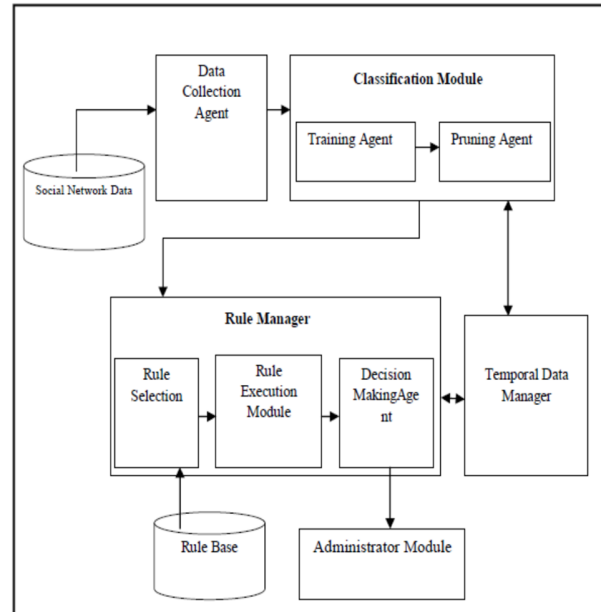 Data
Collection
Agent
Classification Module
Training Agent
Pruning Agent
Social Network Data
Rule Manager
Rule
Selection
Rule
Execution
Module
Decision
MakingAge
nt
Temporal Data
Manager
Rule Base
Administrator Module